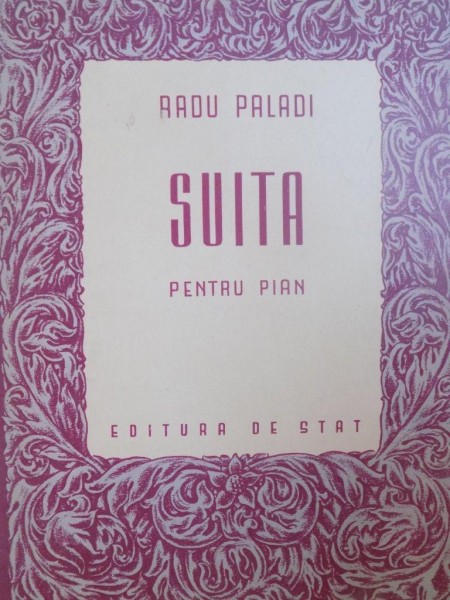 RADU PALADI
SUITA
PENTRU PIAN
EDITURA DE STAT